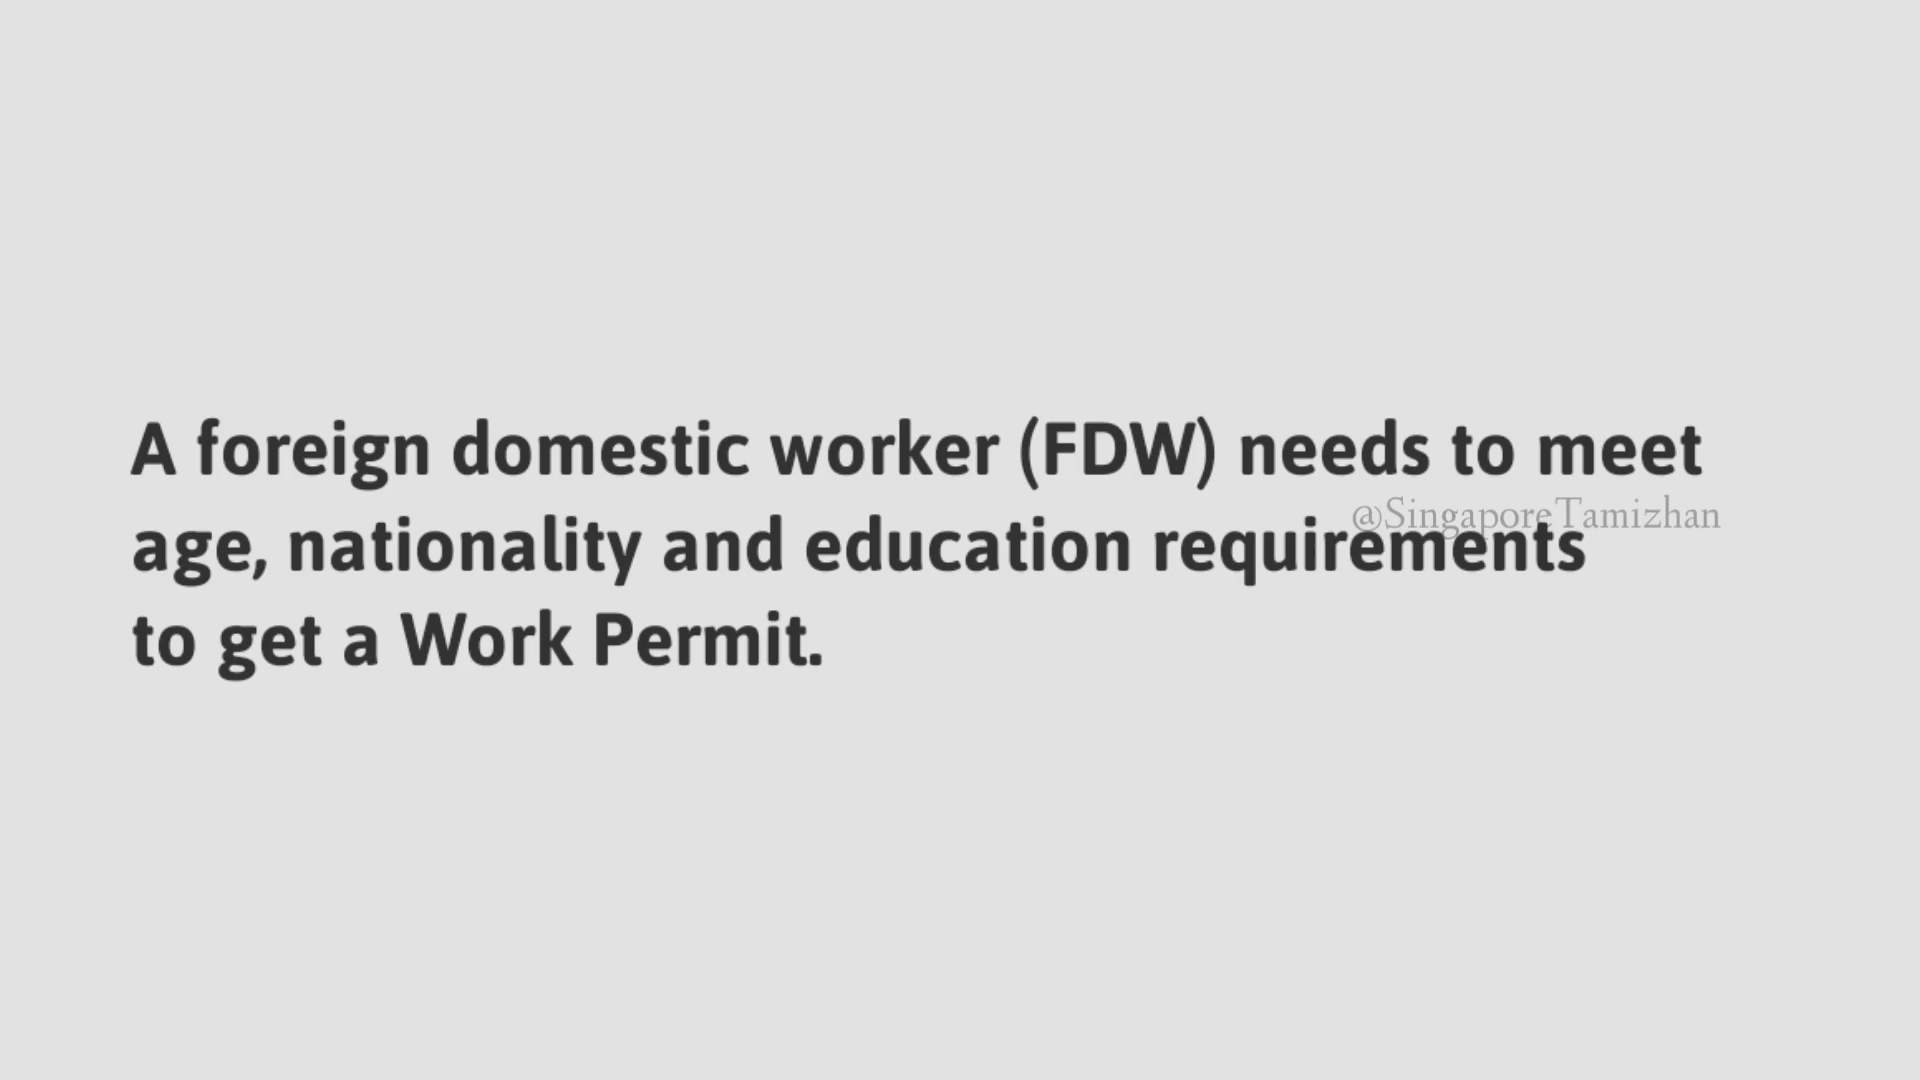 A foreign domestic worker (FDW) needs to meet
@SingaporeTamizhan
age, nationality and education requirements
to get a Work Permit.